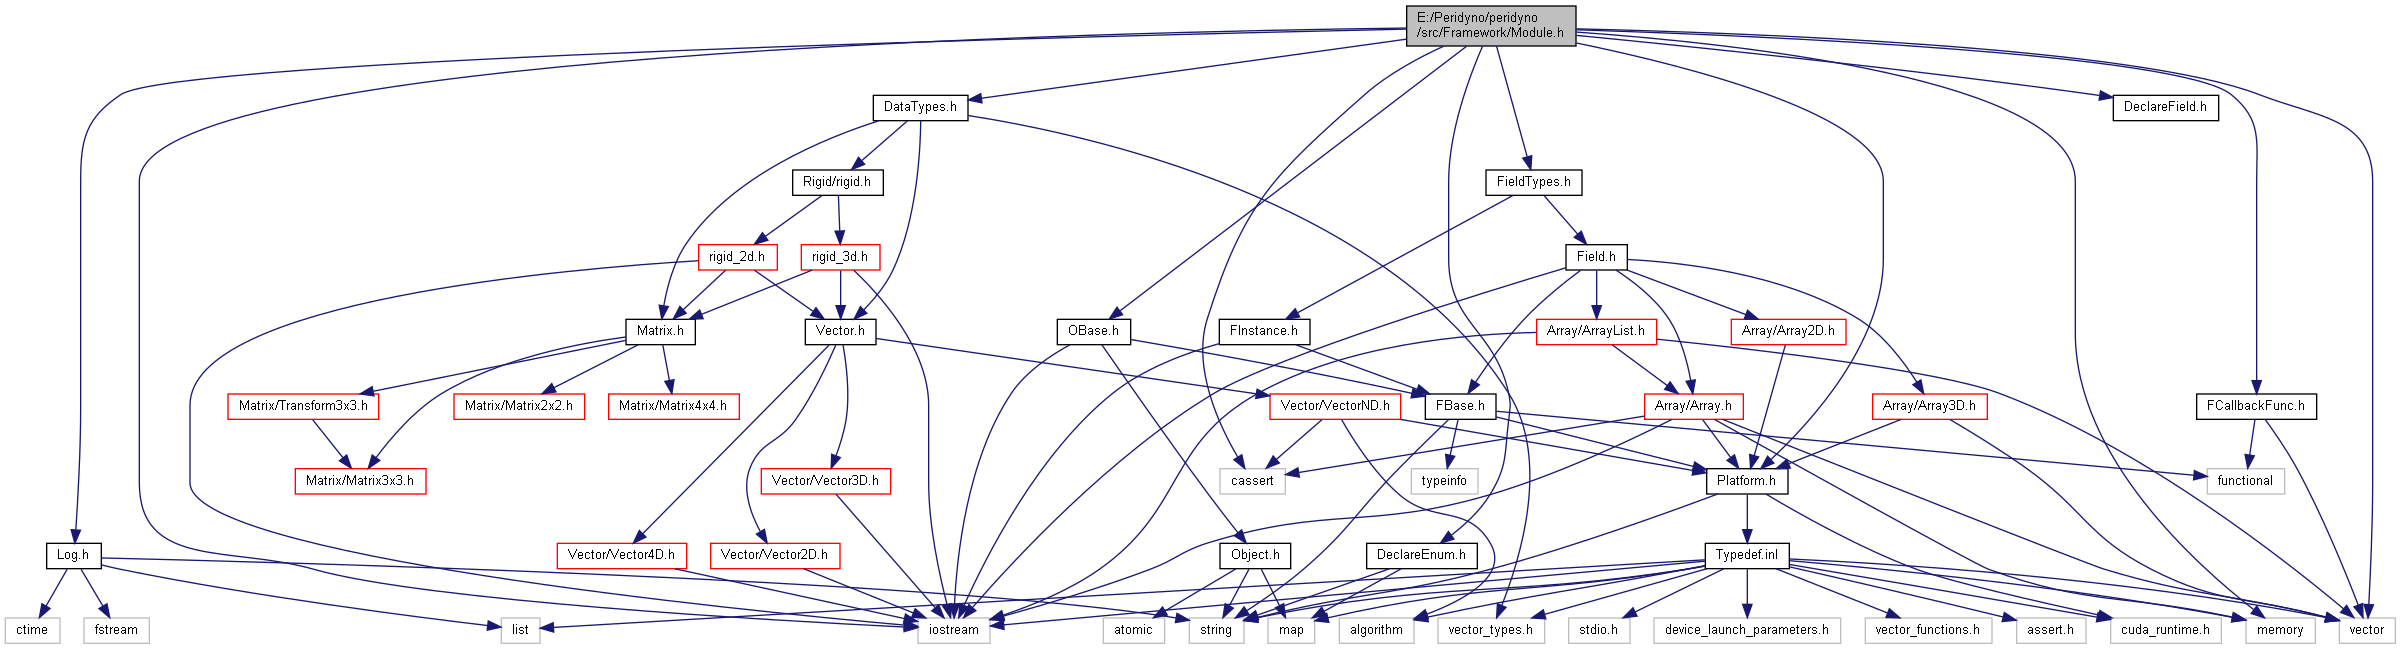 E:/Peridyno/peridyno
/src/Framework/Module.h
DataTypes.h
DeclareField.h
Rigid/rigid.h
FieldTypes.h
rigid_2d.h
rigid_3d.h
Field.h
Matrix.h
Vector.h
OBase.h
FInstance.h
Array/ArrayList.h
Array/Array2D.h
Matrix/Transform3x3.h
Matrix/Matrix2x2.h
Matrix/Matrix4x4.h
Vector/VectorND.h
FBase.h
Array/Array.h
Array/Array3D.h
FCallbackFunc.h
Matrix/Matrix3x3.h
Vector/Vector3D.h
cassert
typeinfo
Platform.h
functional
Log.h
Vector/Vector4D.h
Vector/Vector2D.h
Object.h
DeclareEnum.h
Typedef.inl
ctime
fstream
list
iostream
atomic
string
map
algorithm
vector_types.h
stdio.h
device_launch_parameters.h
vector_functions.h
assert.h
cuda_runtime.h
memory
vector